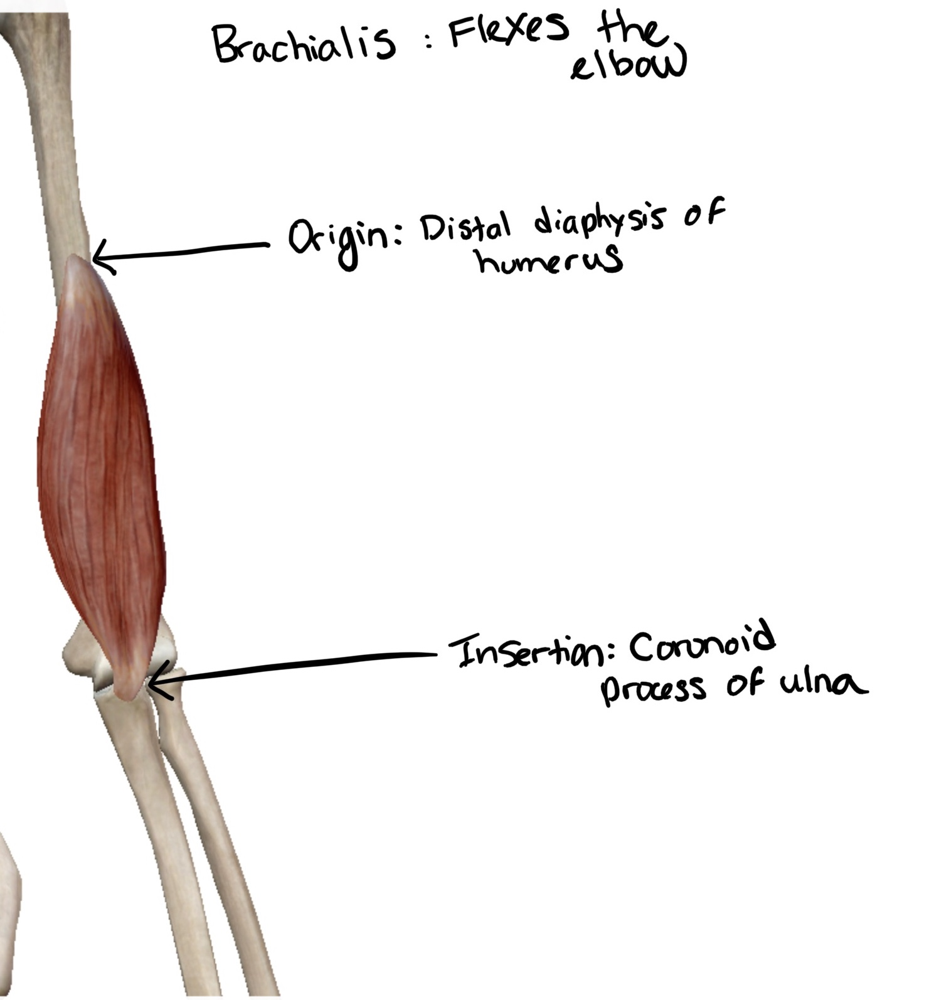 Brachialis : Flexes the
elbow
Origin: Distal diaphysis of
humerus
Insertion: Coronoid
process of ulna